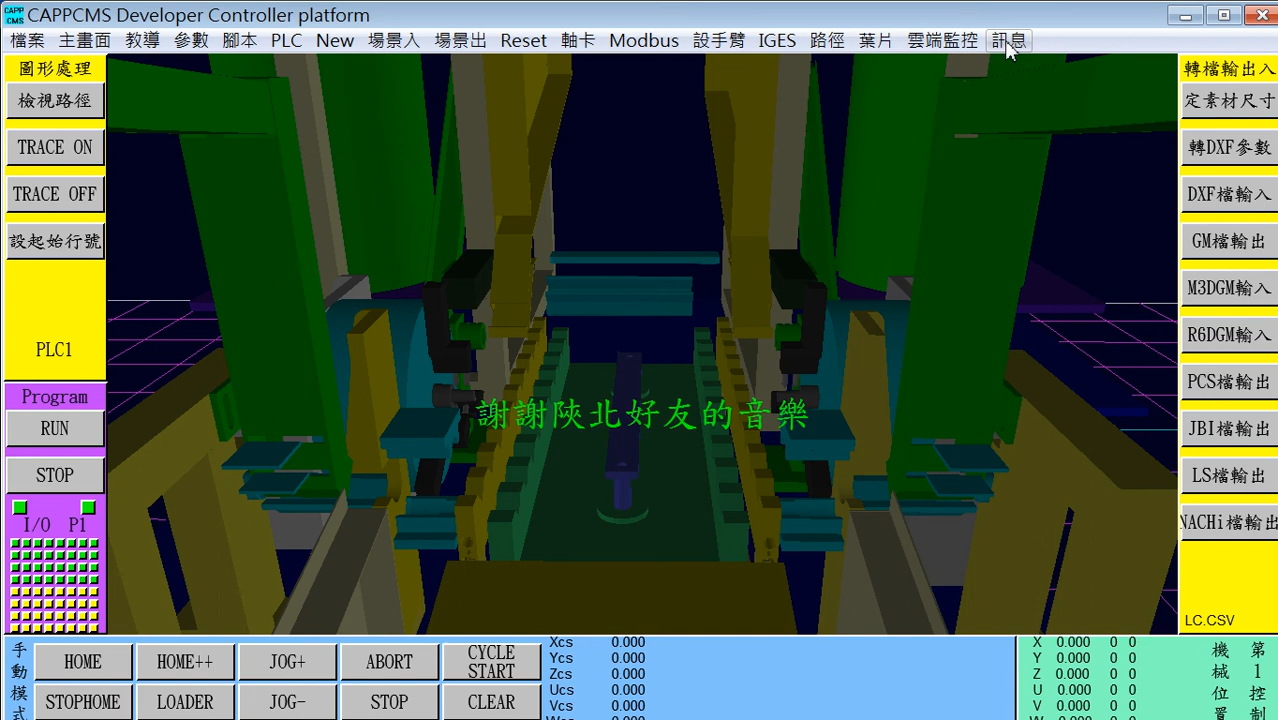 CAPP
CMS
CAPPCMS Developer Controller platform
檔案 主畫面 教導 參數 腳本 PLC New 場景入 場景出 Reset 軸卡 Modbus 設手臂 IGES 路徑 葉片 雲端監控 訊息
圖形處理
檢視路徑
TRACE ON
TRACE OFF
設起始行號
PLC1
Program
RUN
STOP
I/O P1
謝謝陝北好友的音樂
轉檔輸出入
定素材尺寸
轉DXF參數
DXF檔輸入
GM檔輸出
M3DGM輸入
R6DGM輸入
PCS檔輸出
JBI檔輸出
LS檔輸出
NACHi檔輸出
LC.CSV
手動模式
HOME HOME++ JOG+ ABORT CYCLE START
STOPHOME LOADER JOG- STOP CLEAR
Xcs 0.000
Ycs 0.000
Zcs 0.000
Ucs 0.000
Vcs 0.000
X 0.000 0 0
Y 0.000 0 0
Z 0.000 0 0
U 0.000 0 0
V 0.000 0 0
機械位置
第1控制